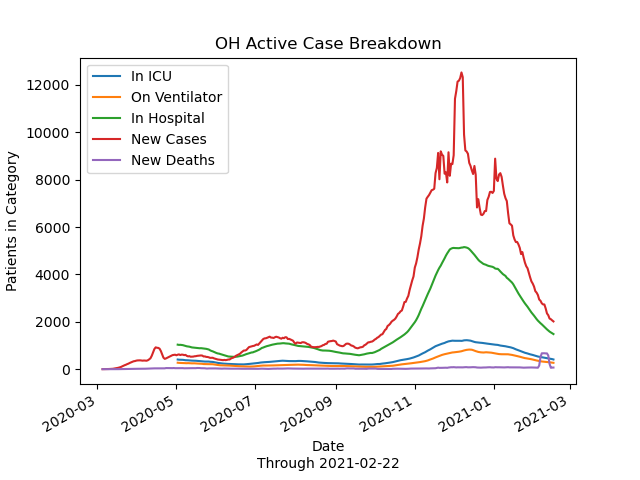 OH Active Case Breakdown
In ICU
On Ventilator
In Hospital
New Cases
New Deaths
Patients in Category
12000
10000
8000
6000
4000
2000
0
2020-03
2020-05
2020-07
2020-09
2020-11
2021-01
2021-03
Date
Through 2021-02-22